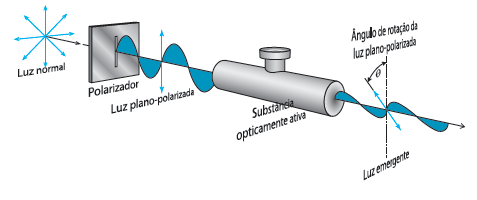 Luz normal
Polarizador
Luz plano-polarizada
Substância
opticamente ativa
Ângulo de rotação da
luz plano-polarizada
θ
Luz emergente